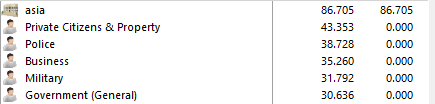 asia 86.705 86.705
Private Citizens & Property 43.353 0.000
Police 38.728 0.000
Business 35.260 0.000
Military 31.792 0.000
Government (General) 30.636 0.000